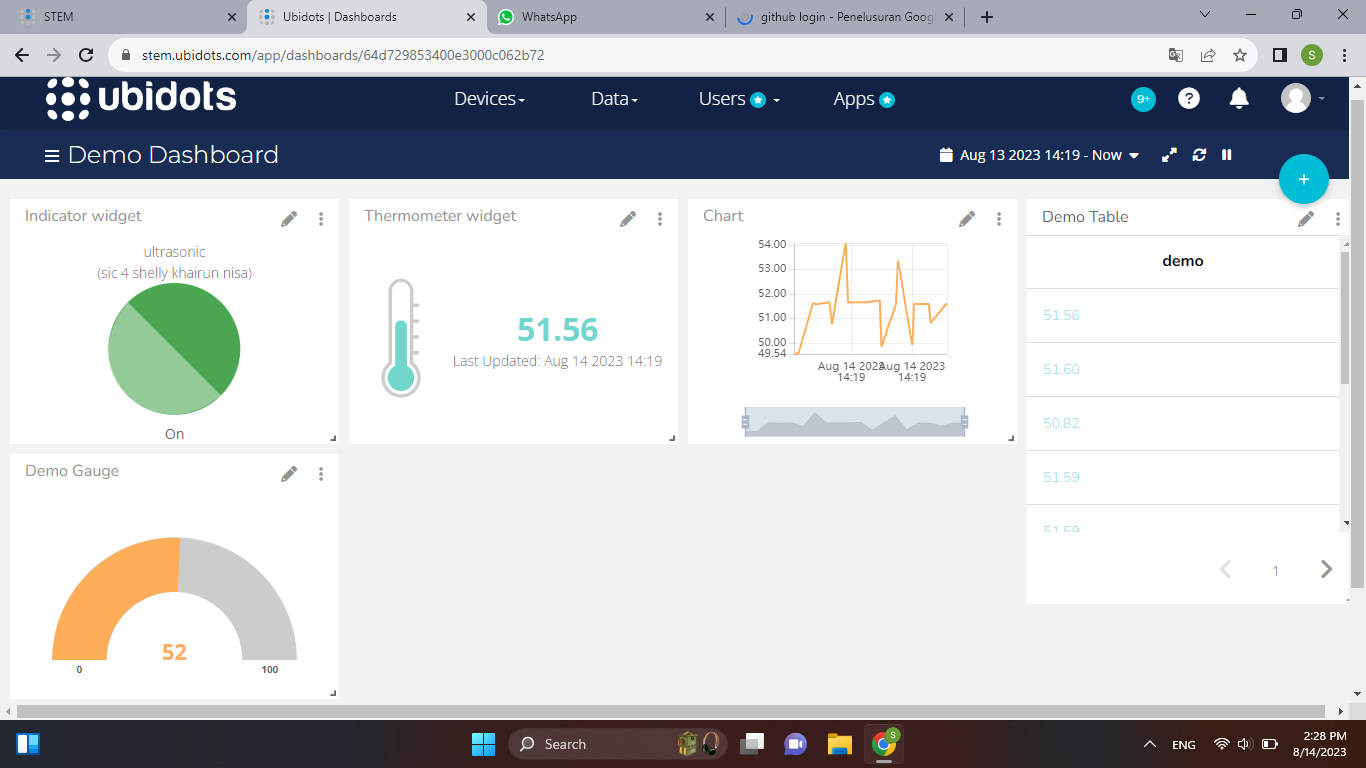 STEM
Ubidots | Dashboards
WhatsApp
github login - Penelusuran Goog
stem.ubidots.com/app/dashboards/64d729853400e3000c062b72
S
ubidots
Devices
Data
Users
Apps
9+
?
Demo Dashboard
Aug 13 2023 14:19 - Now
+
Indicator widget
ultrasonic
(sic 4 shelly khairun nisa)
On
Thermometer widget
51.56
Last Updated: Aug 14 2023 14:19
Chart
54.00
53.00
52.00
51.00
50.00
49.54
Aug 14 2023
14:19
Aug 14 2023
14:19
Demo Table
demo
51.56
51.60
50.82
51.59
51.59
1
Demo Gauge
52
0
100
Search
S
ENG
2:28 PM
8/14/2023